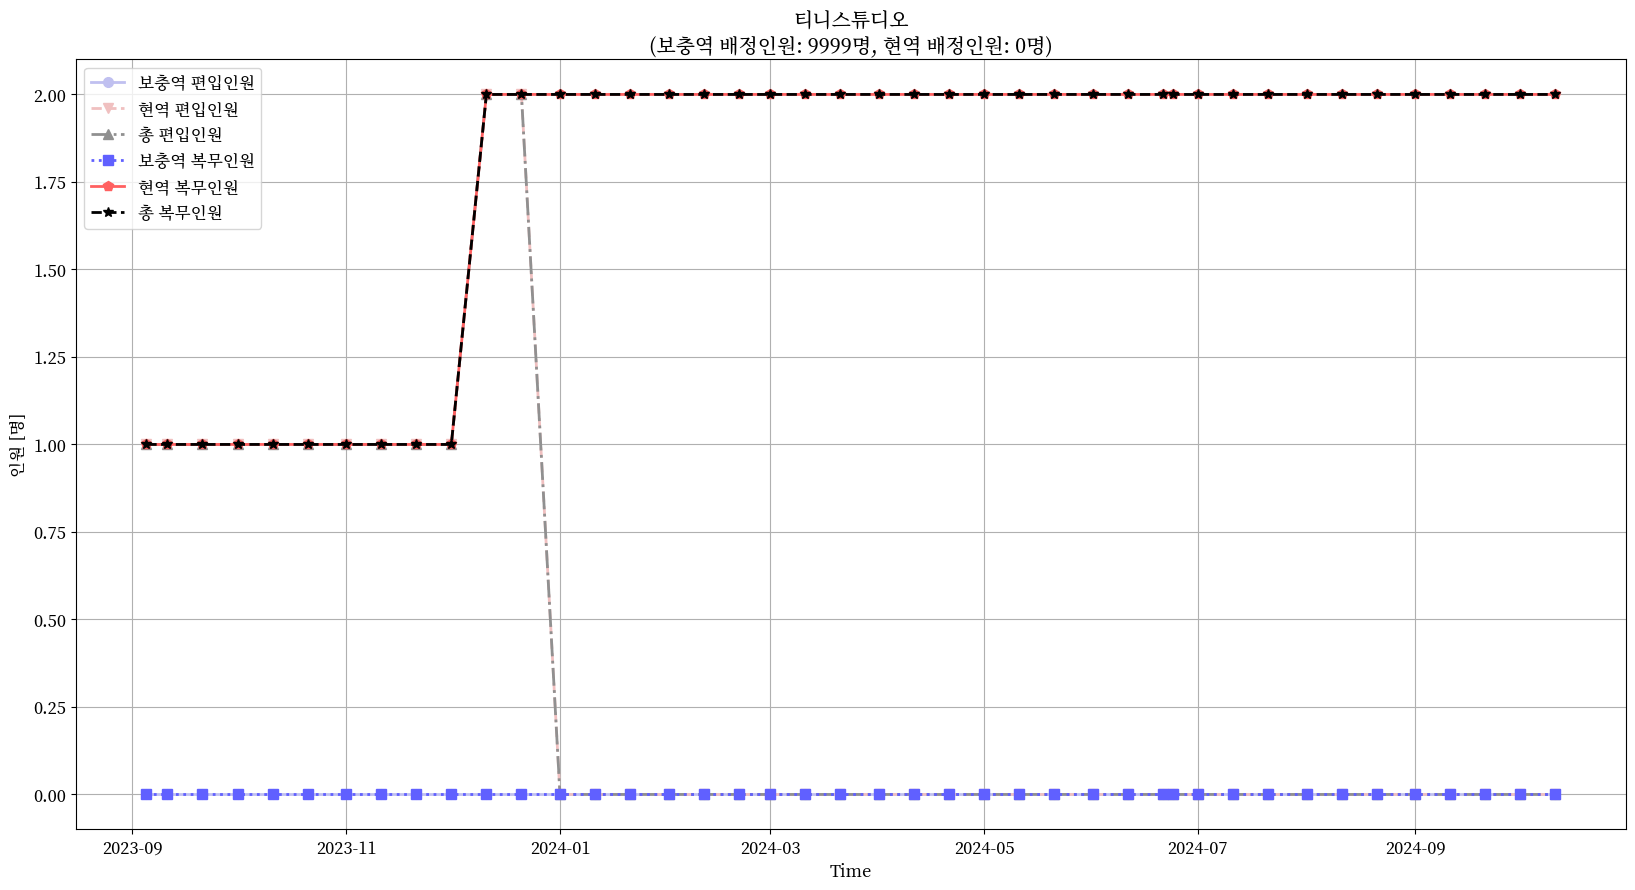 티니스튜디오
(보충역 배정인원: 9999명, 현역 배정인원: 0명)
보충역 편입인원
현역 편입인원
총 편입인원
보충역 복무인원
현역 복무인원
총 복무인원
2.00
1.75
1.50
1.25
1.00
0.75
0.50
0.25
0.00
인원 [명]
2023-09
2023-11
2024-01
2024-03
2024-05
2024-07
2024-09
Time